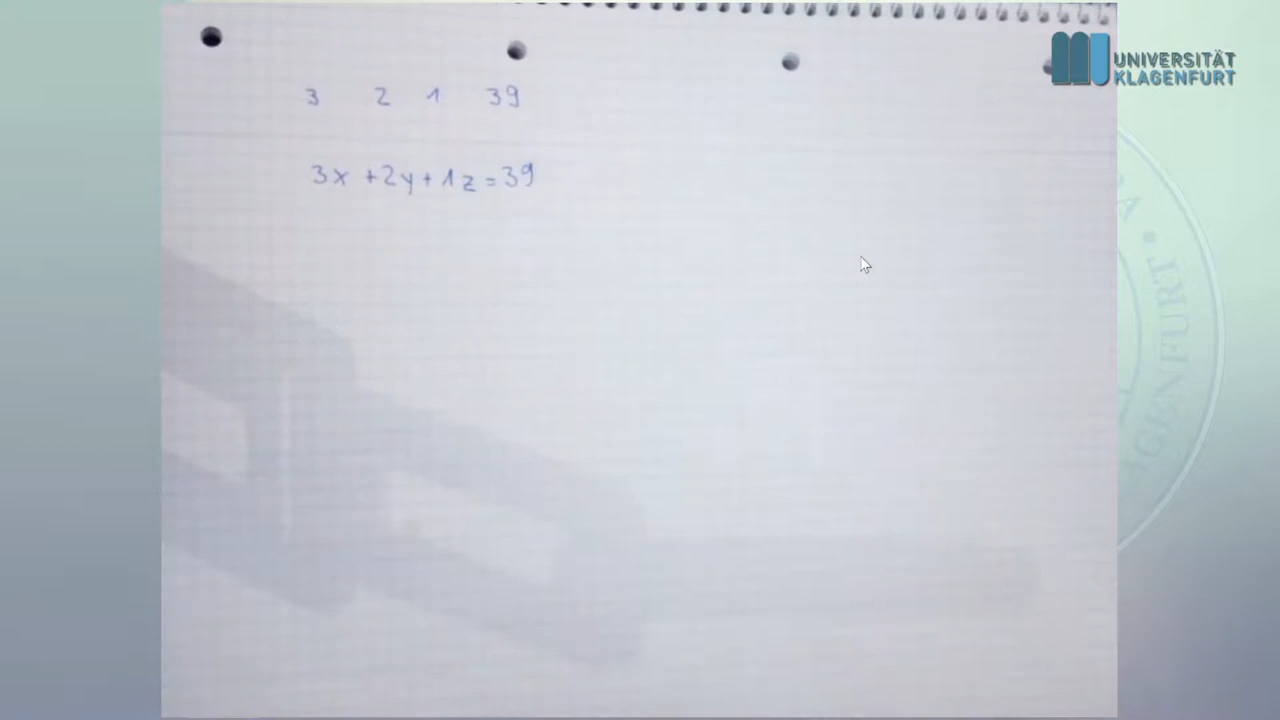 UNIVERSITÄT
KLAGENFURT
3 2 1 39
3x + 2y + 1z = 39